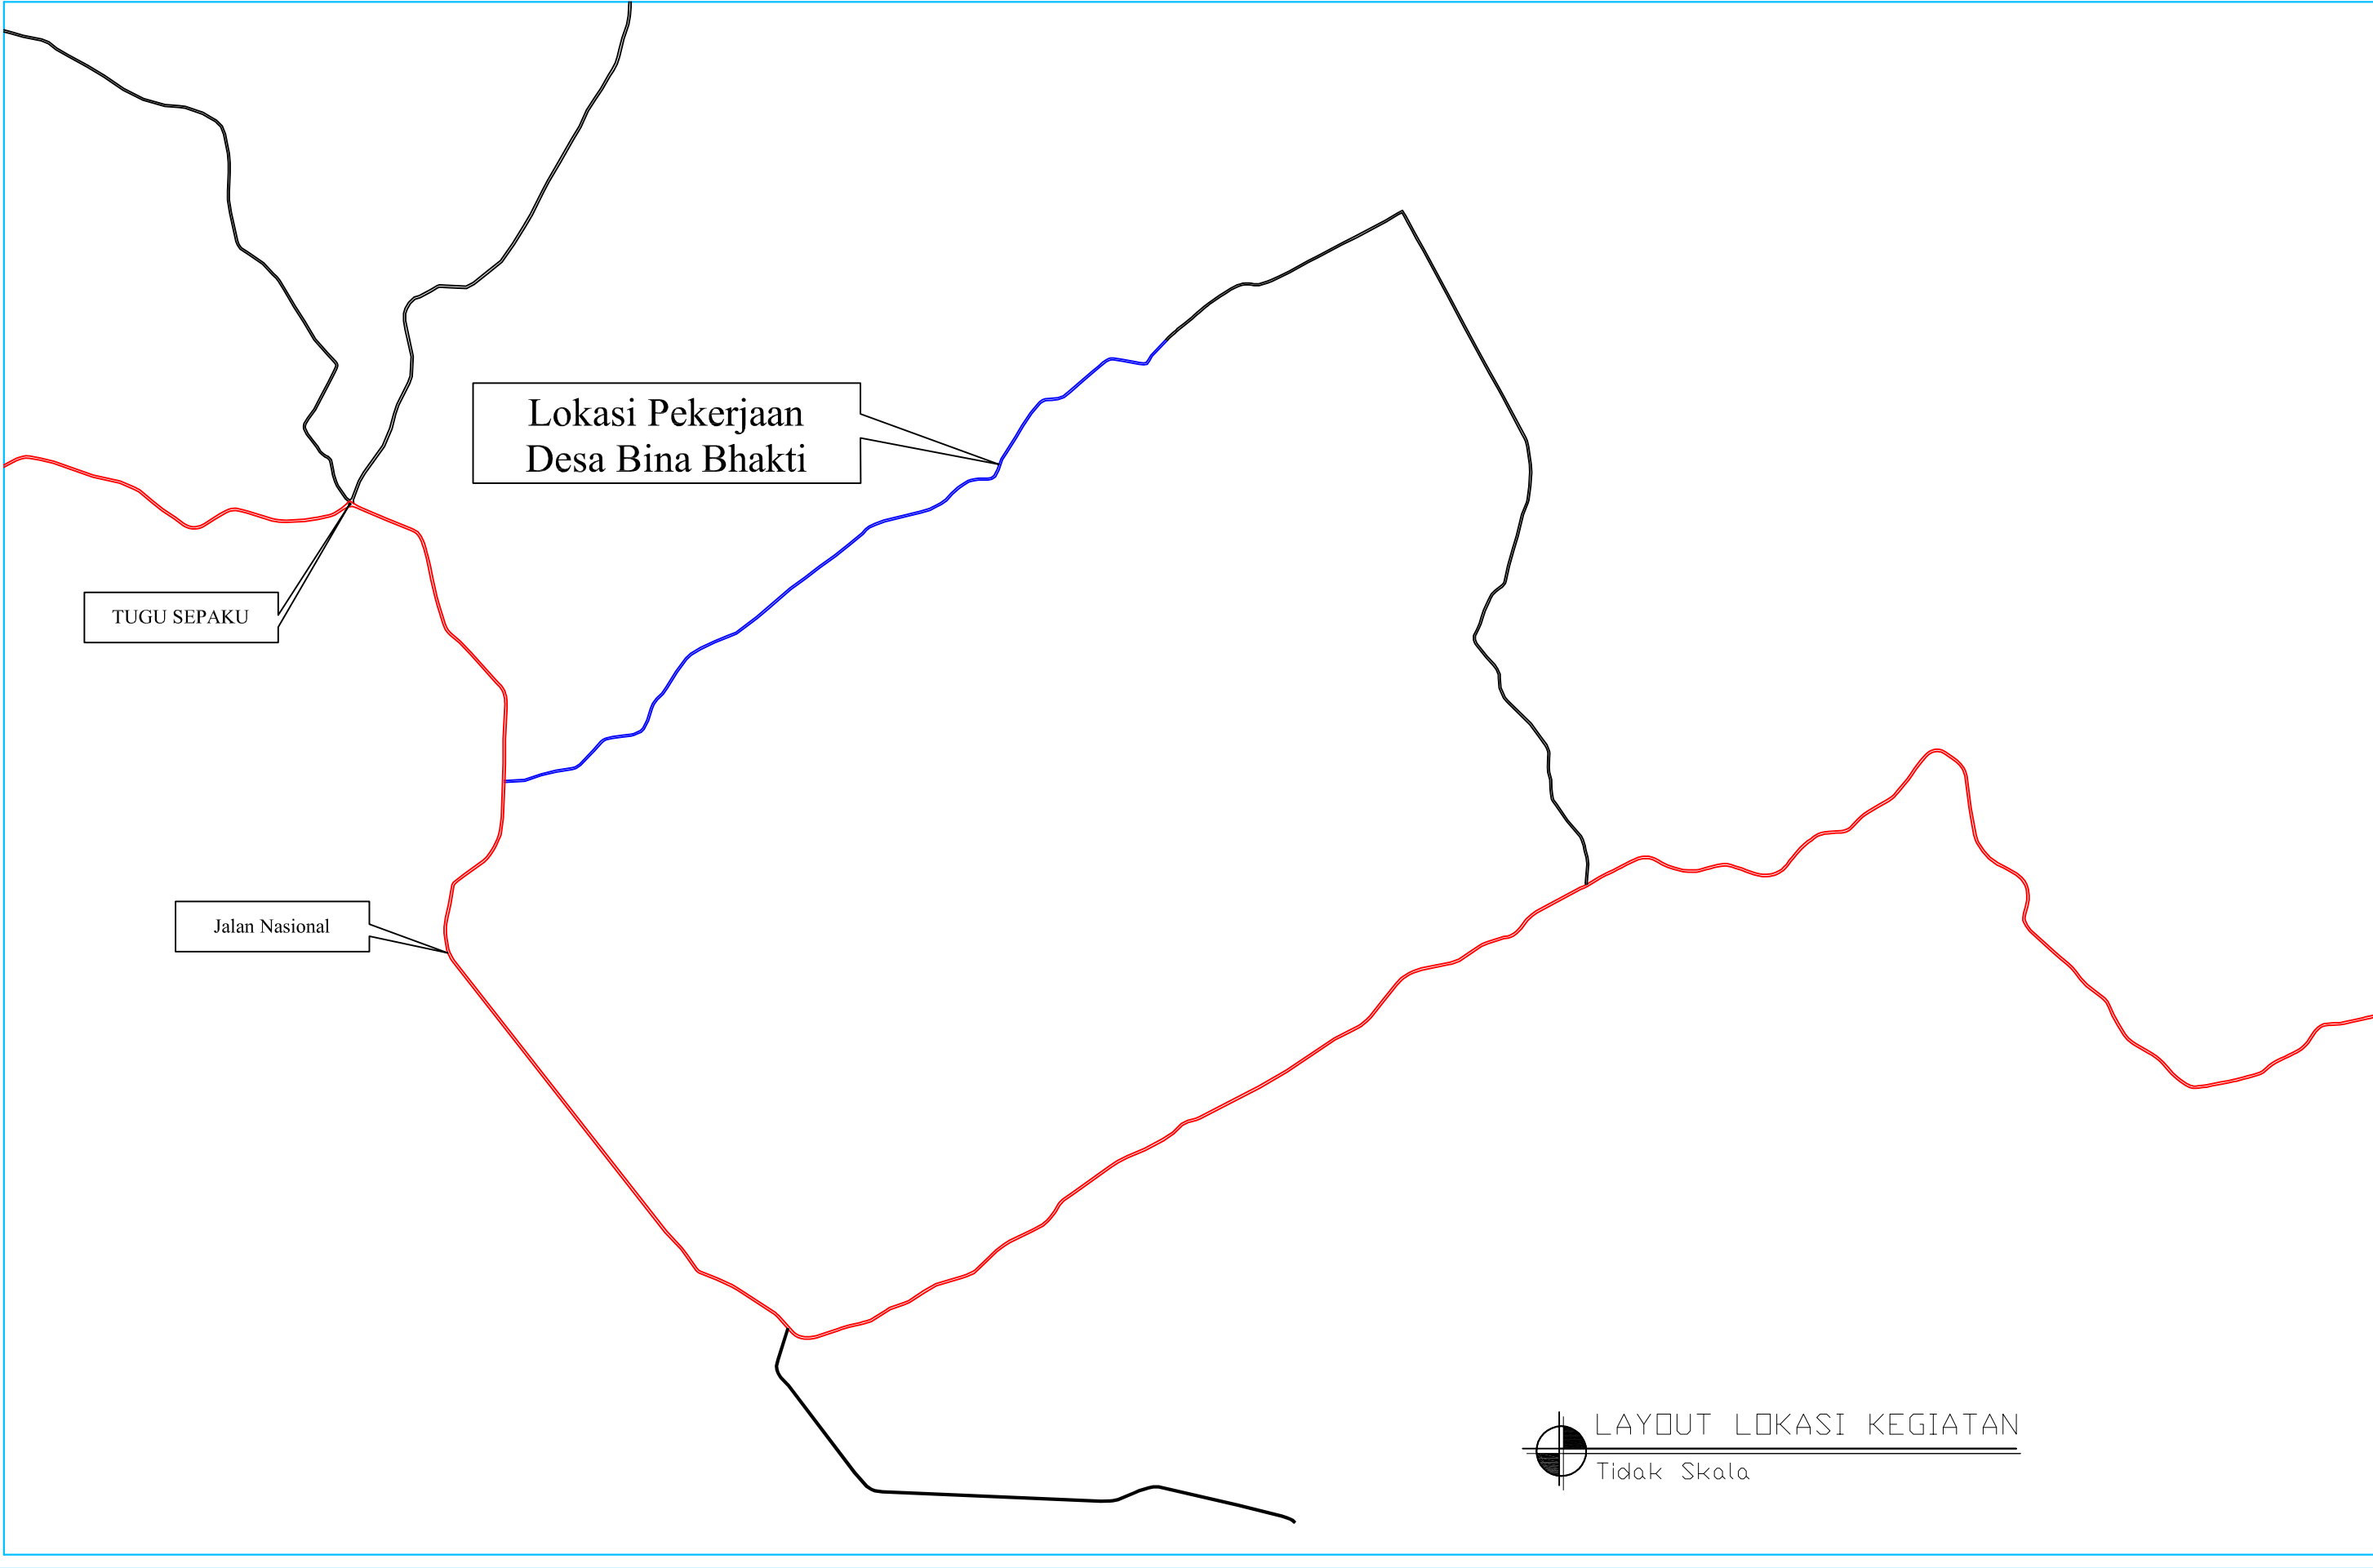 Lokasi Pekerjaan
Desa Bina Bhakti
TUGU SEPAKU
Jalan Nasional
LAYOUT LOKASI KEGIATAN
Tidak Skala